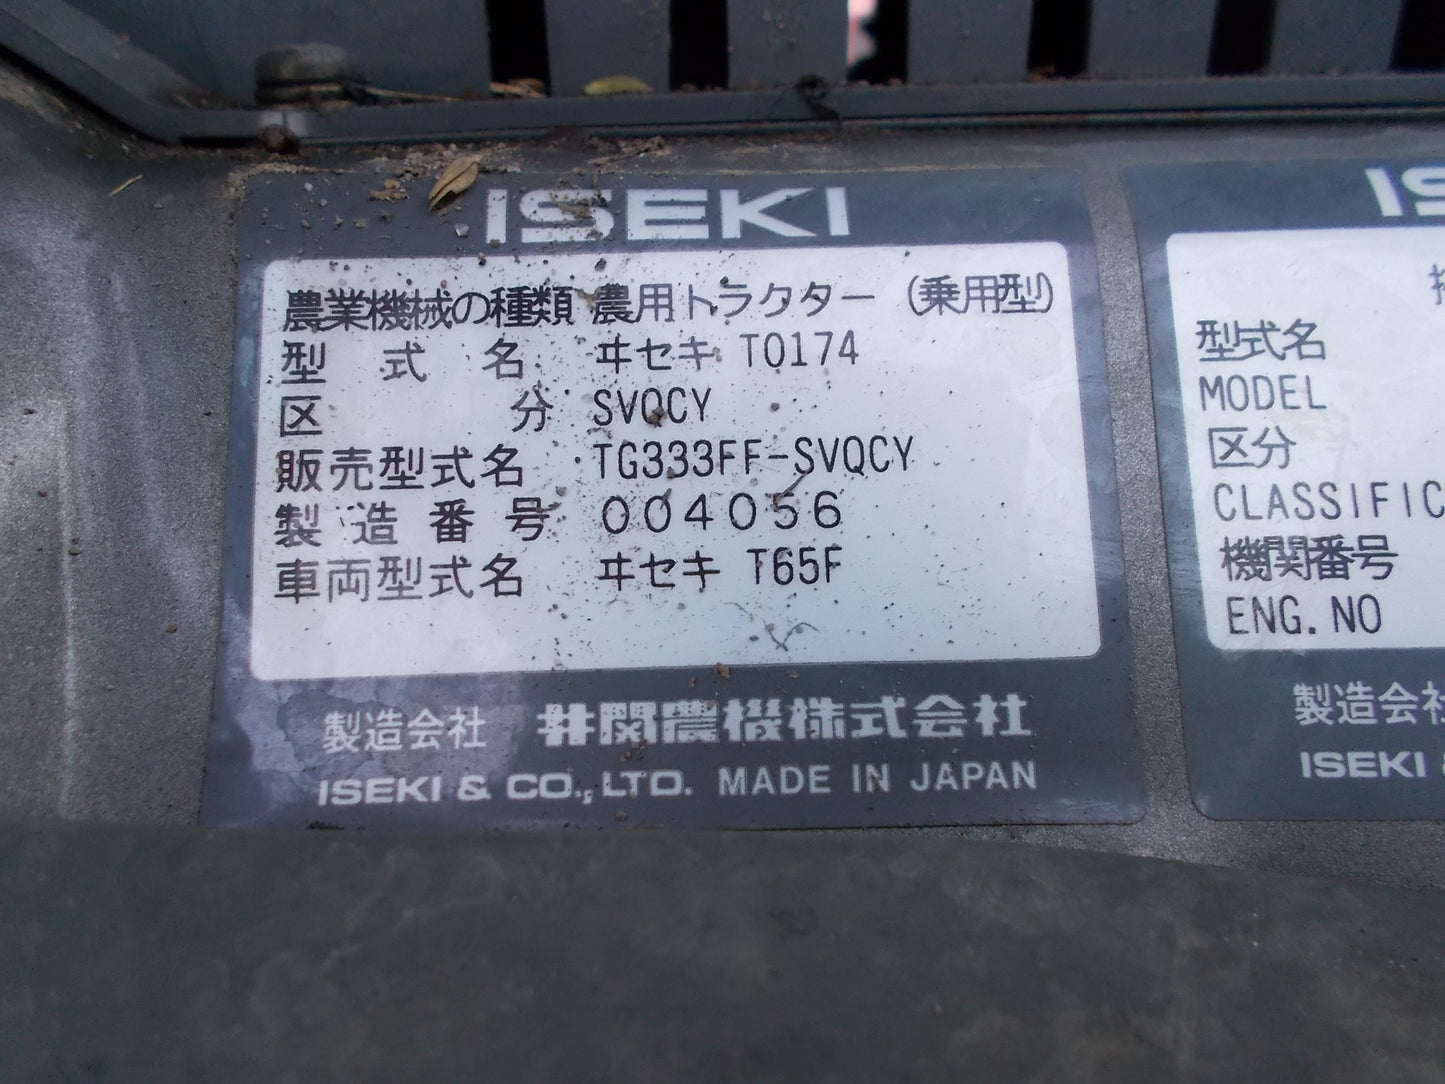 ISEKI
農業機械の種類 農用トラクター(乗用型)
型式名 ヰセキ T0174
区分 SVQCY
販売型式名 TG333FF-SVQCY
製造番号 004056
車両型式名 ヰセキ T65F
製造会社 井関農機株式会社
ISEKI & CO., LTD. MADE IN JAPAN
型式名
MODEL
区分
CLASSIFIC
機関番号
ENG. NO
製造会社
ISEKI